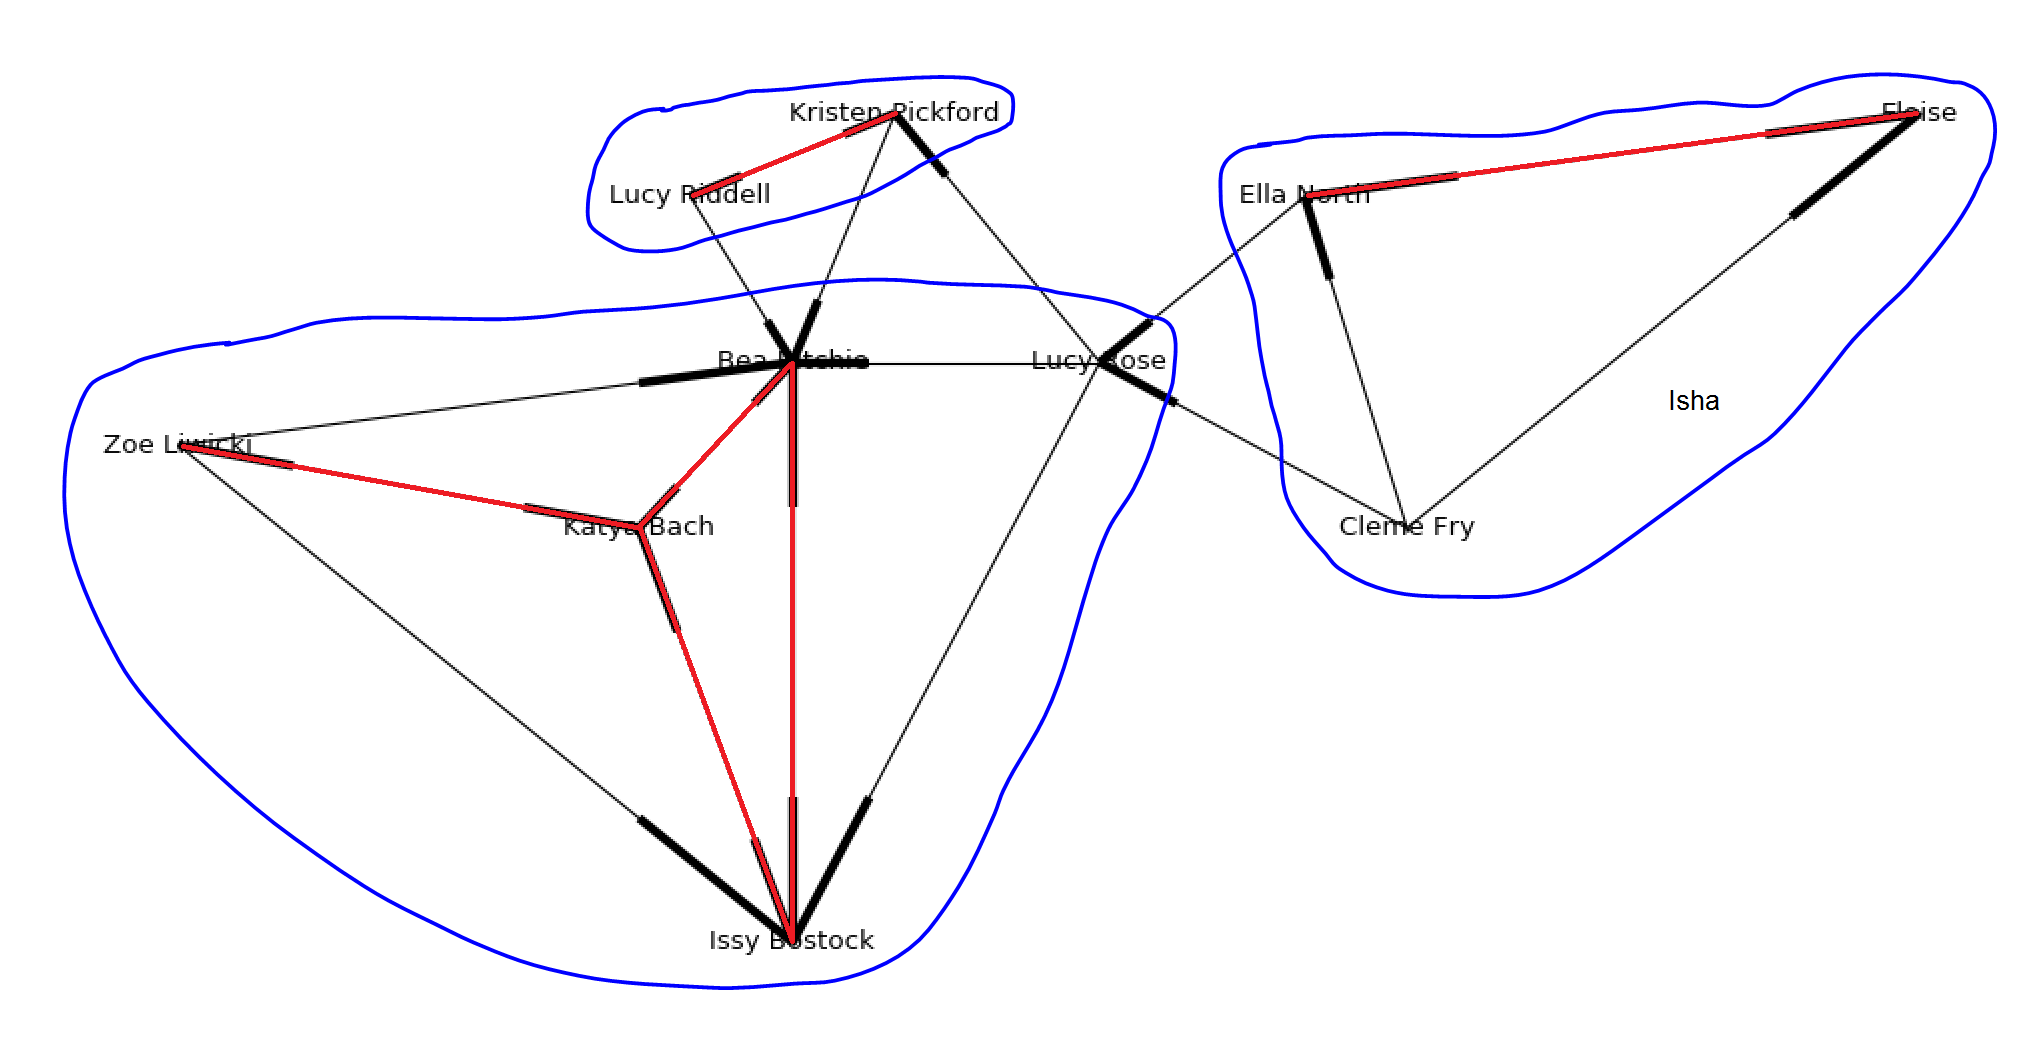 Kristen Pickford
Eloise
Lucy Riddell
Ella North
Bea Ritchie
Lucy Rose
Isha
Zoe Liwicki
Katya Bach
Cleme Fry
Issy Bostock